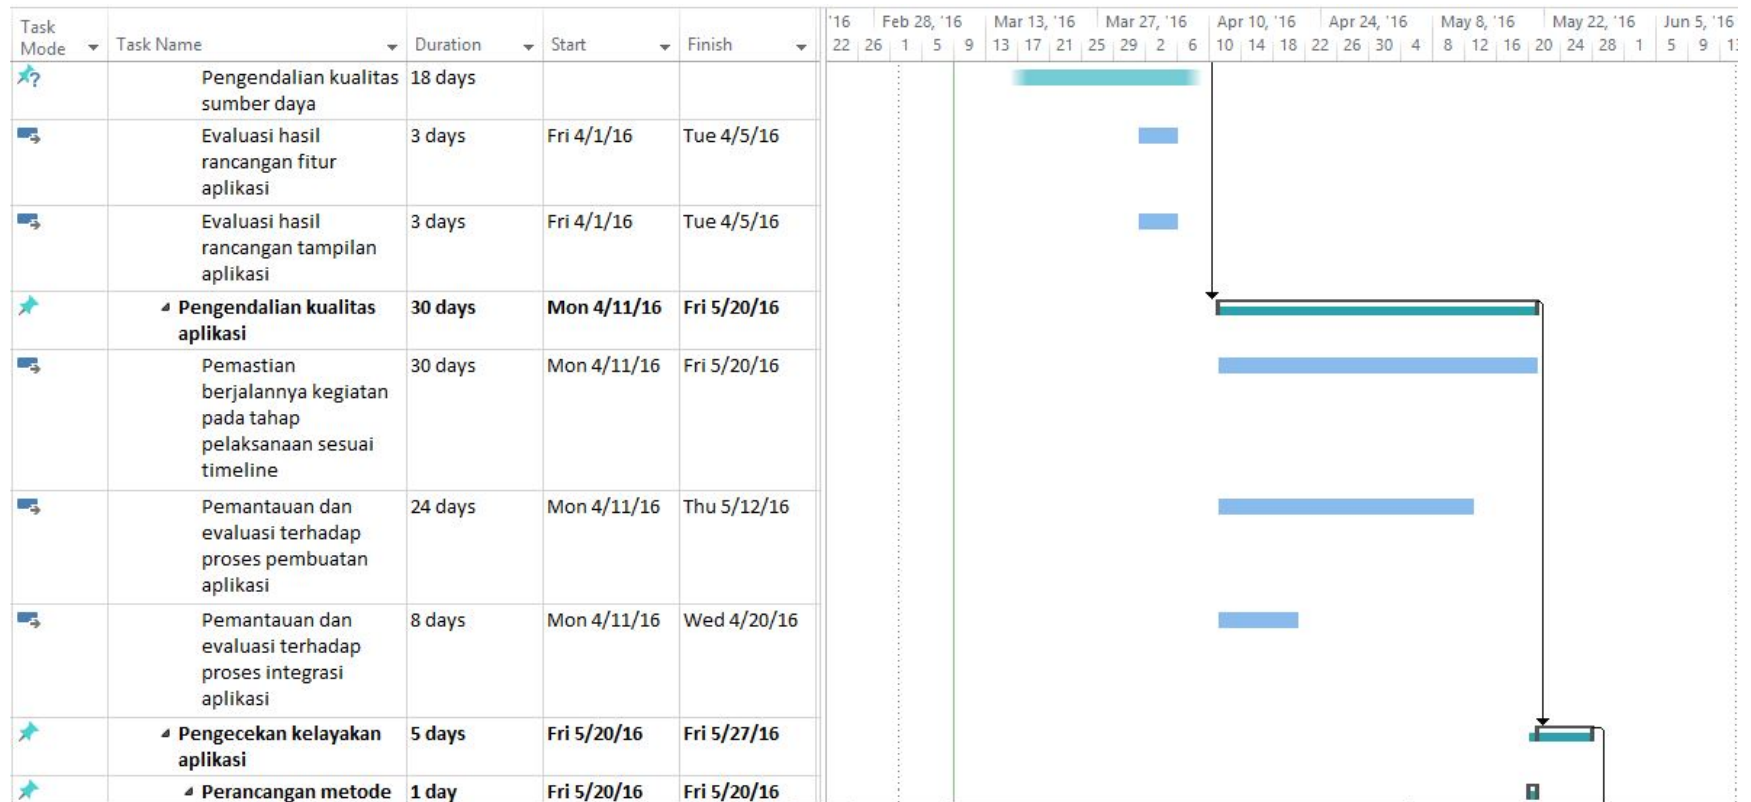 Task Mode Task Name Duration Start Finish
'16 Feb 28, '16 Mar 13, '16 Mar 27, '16 Apr 10, '16 Apr 24, '16 May 8, '16 May 22, '16 Jun 5, '16
22 26 1 5 9 13 17 21 25 29 2 6 10 14 18 22 26 30 4 8 12 16 20 24 28 1 5 9
Pengendalian kualitas 18 days
sumber daya
Evaluasi hasil 3 days Fri 4/1/16 Tue 4/5/16
rancangan fitur
aplikasi
Evaluasi hasil 3 days Fri 4/1/16 Tue 4/5/16
rancangan tampilan
aplikasi
Pengendalian kualitas 30 days Mon 4/11/16 Fri 5/20/16
aplikasi
Pemastian 30 days Mon 4/11/16 Fri 5/20/16
berjalannya kegiatan
pada tahap
pelaksanaan sesuai
timeline
Pemantauan dan 24 days Mon 4/11/16 Thu 5/12/16
evaluasi terhadap
proses pembuatan
aplikasi
Pemantauan dan 8 days Mon 4/11/16 Wed 4/20/16
evaluasi terhadap
proses integrasi
aplikasi
Pengecekan kelayakan 5 days Fri 5/20/16 Fri 5/27/16
aplikasi
Perancangan metode 1 day Fri 5/20/16 Fri 5/20/16